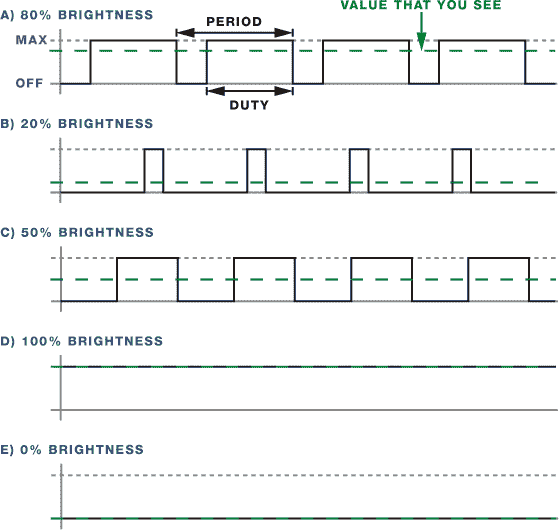 VALUE THAT YOU SEE
A) 80% BRIGHTNESS
PERIOD
MAX
OFF
DUTY
B) 20% BRIGHTNESS
C) 50% BRIGHTNESS
D) 100% BRIGHTNESS
E) 0% BRIGHTNESS